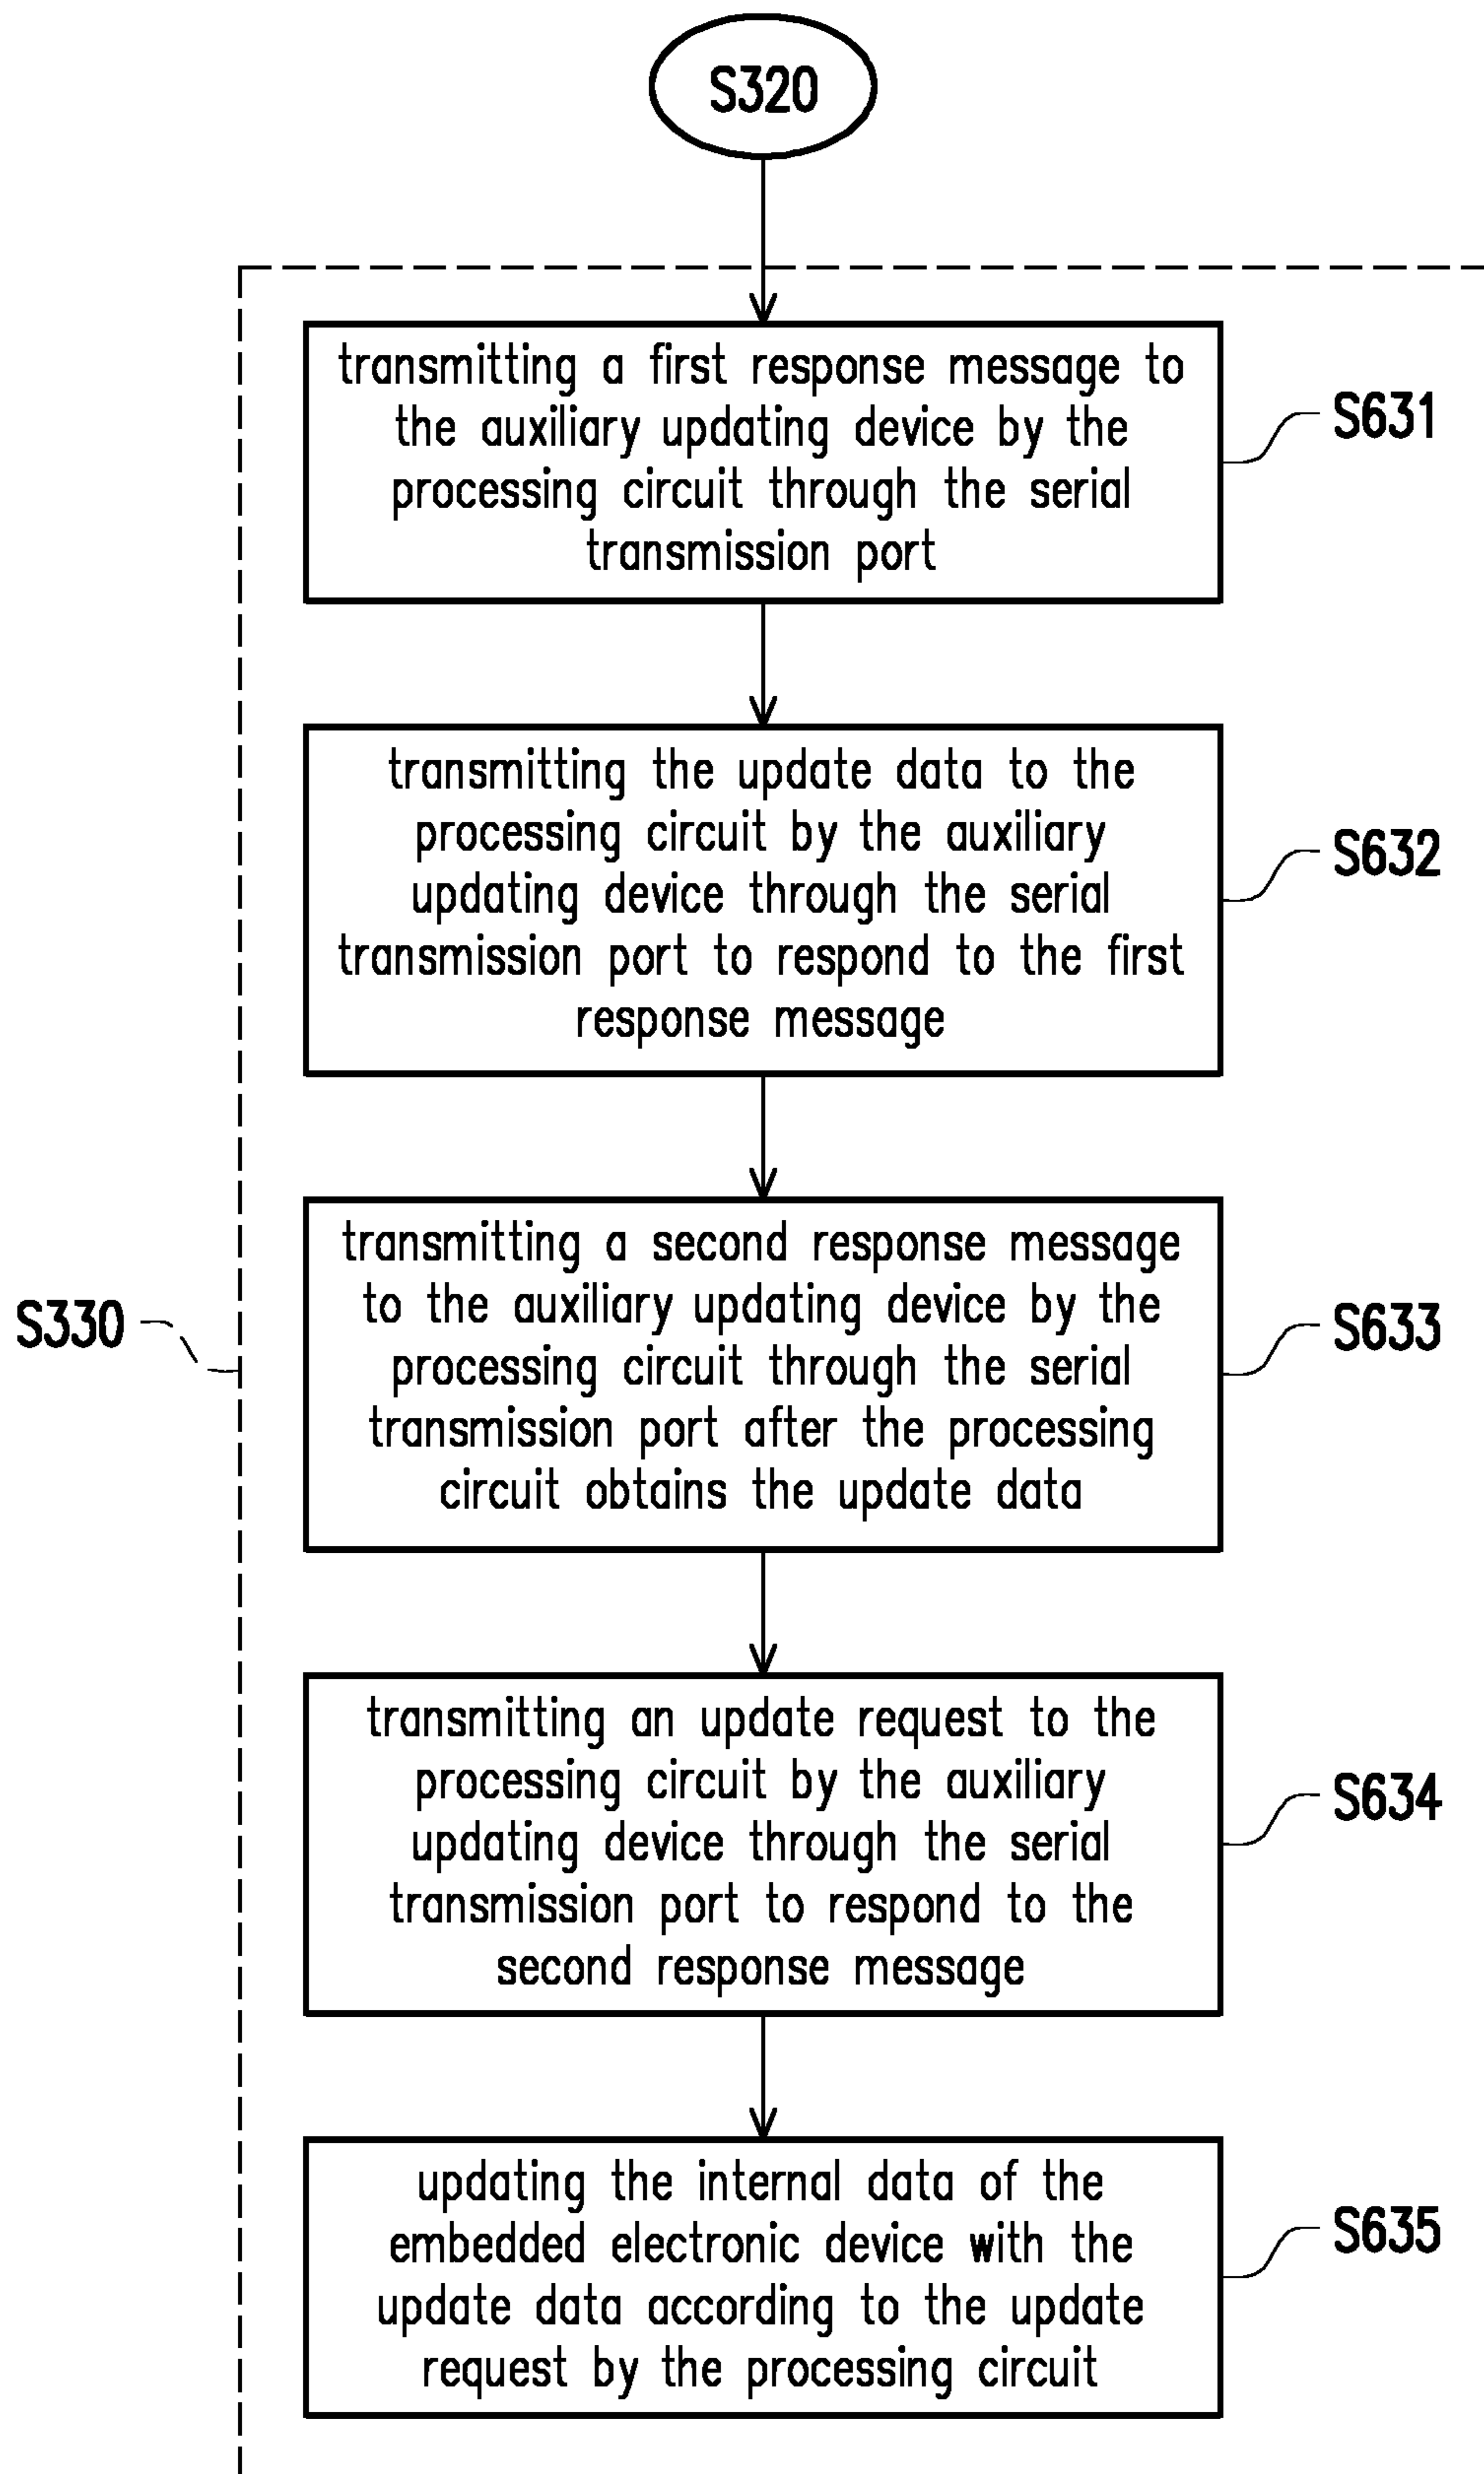 S320
transmitting a first response message to
the auxiliary updating device by the
processing circuit through the serial
transmission port
S631
transmitting the update data to the
processing circuit by the auxiliary
updating device through the serial
transmission port to respond to the first
response message
S632
transmitting a second response message
to the auxiliary updating device by the
processing circuit through the serial
transmission port after the processing
circuit obtains the update data
S633
S330
transmitting an update request to the
processing circuit by the auxiliary
updating device through the serial
transmission port to respond to the
second response message
S634
updating the internal data of the
embedded electronic device with the
update data according to the update
request by the processing circuit
S635